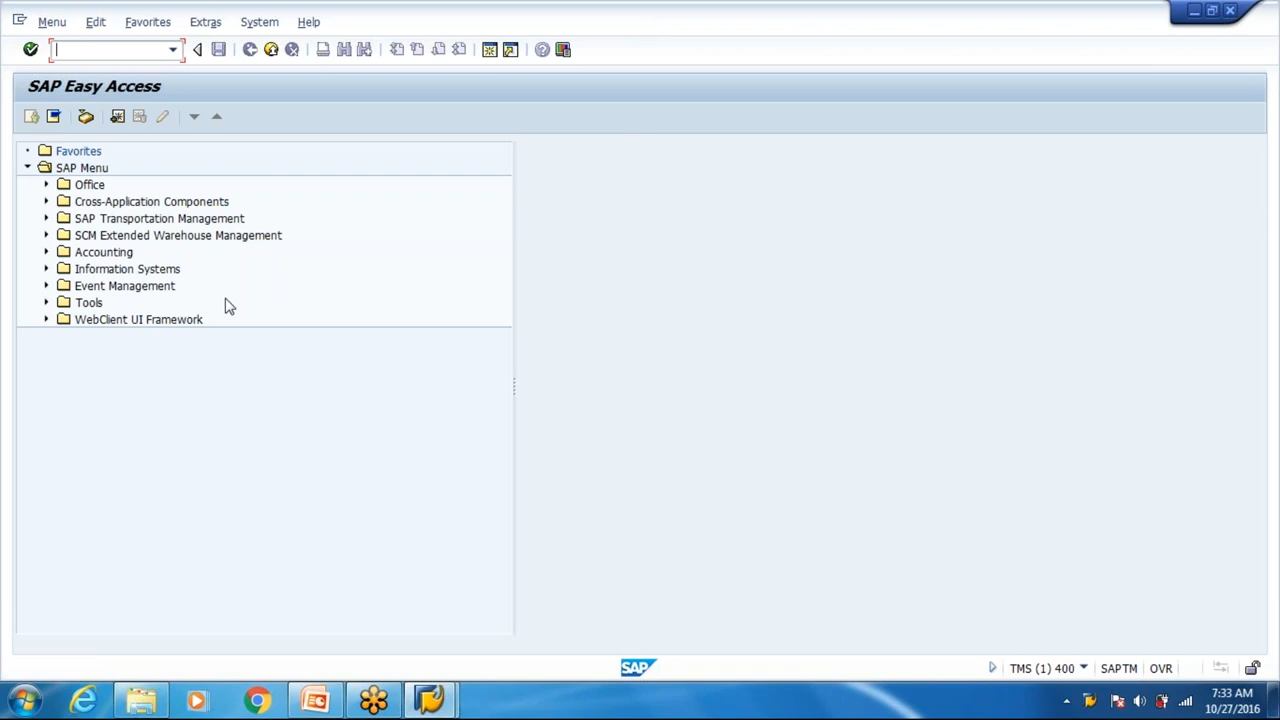 Menu Edit Favorites Extras System Help
SAP Easy Access
Favorites
SAP Menu
Office
Cross-Application Components
SAP Transportation Management
SCM Extended Warehouse Management
Accounting
Information Systems
Event Management
Tools
WebClient UI Framework
SAP TMS (1) 400 SAPTM OVR
7:33 AM
10/27/2016